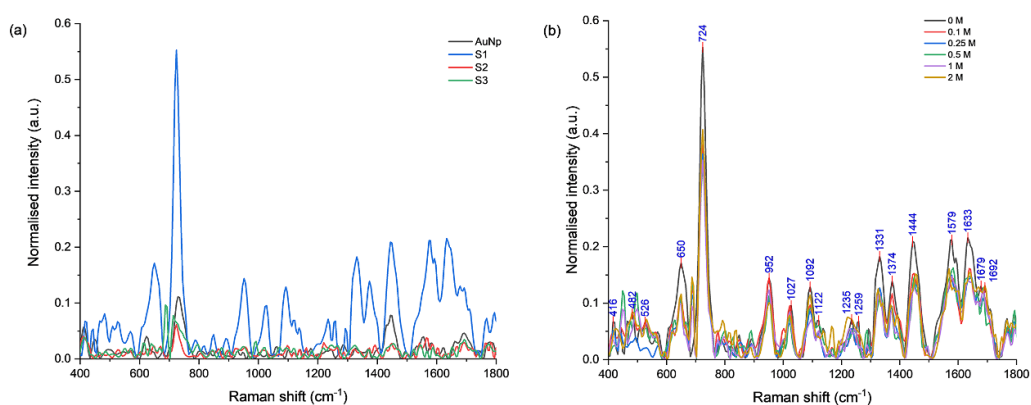 (a)
0.6
0.5
0.4
0.3
0.2
0.1
0.0
Normalised intensity (a.u.)
AuNp
S1
S2
S3
400 600 800 1000 1200 1400 1600 1800
Raman shift (cm⁻¹)
(b)
0.6
0.5
0.4
0.3
0.2
0.1
0.0
Normalised intensity (a.u.)
0 M
0.1 M
0.25 M
0.5 M
1 M
2 M
416
482
526
650
724
952
1027
1092
1122
1235
1259
1331
1374
1444
1579
1633
1679
1692
400 600 800 1000 1200 1400 1600 1800
Raman shift (cm⁻¹)